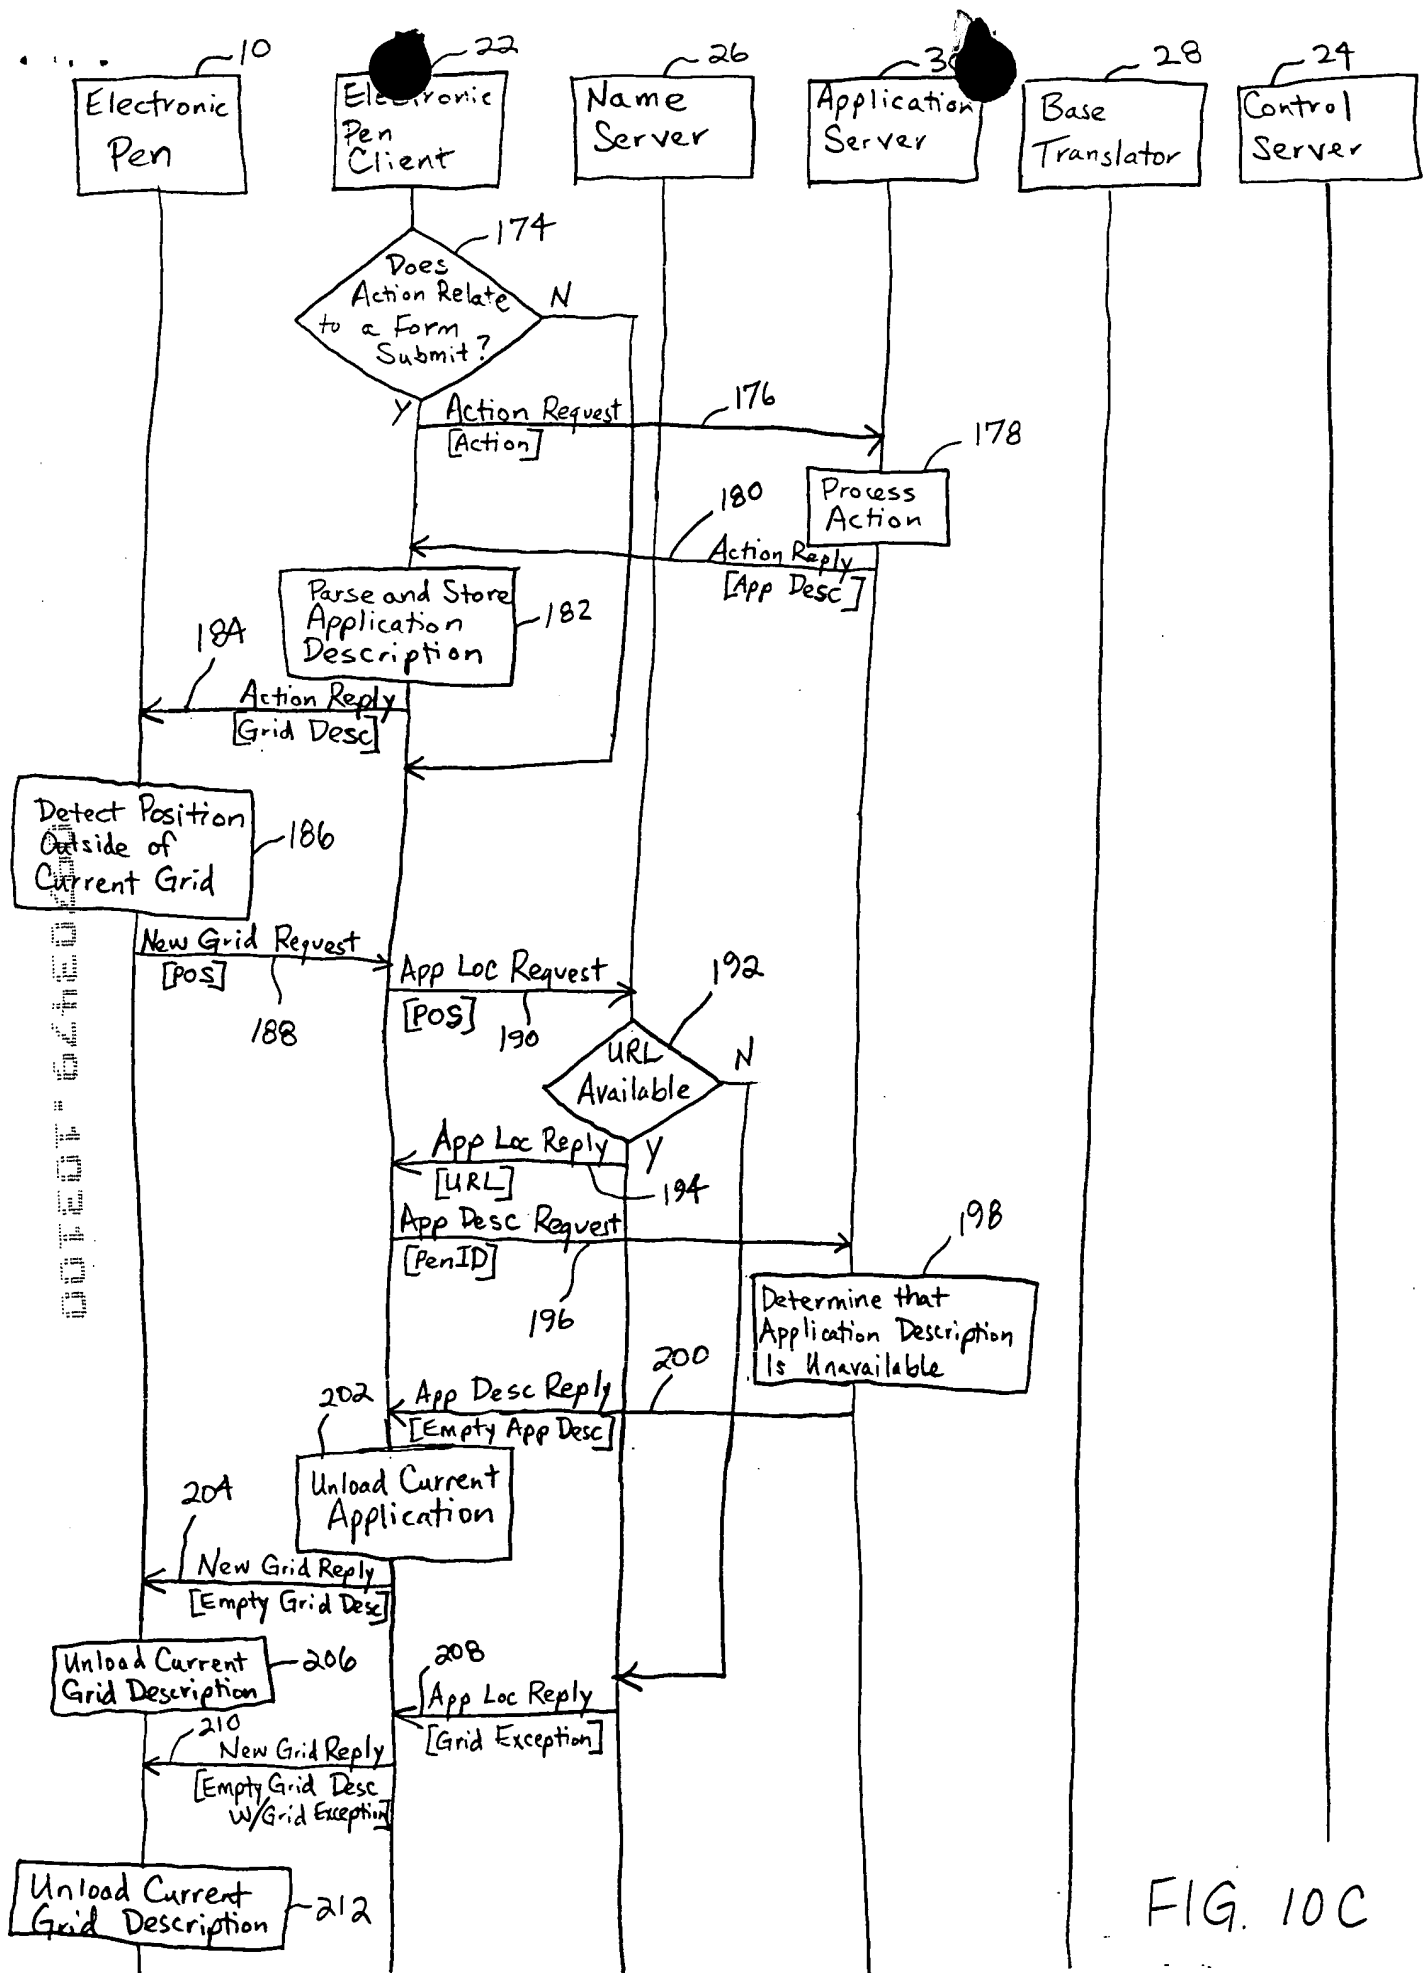 10
22
26
3
28
24
Electronic
Pen
Electronic
Pen
Client
Name
Server
Application
Server
Base
Translator
Control
Server
174
Does
Action Relate
to a Form
Submit?
N
Y
Action Request
[Action]
176
178
Process
Action
180
Action Reply
[App Desc]
Parse and Store
Application
Description
182
184
Action Reply
[Grid Desc]
Detect Position
Outside of
Current Grid
186
New Grid Request
[POS]
188
App Loc Request
[POS]
190
192
URL
Available
N
Y
App Loc Reply
[URL]
194
App Desc Request
[PenID]
196
198
Determine that
Application Description
Is Unavailable
200
App Desc Reply
[Empty App Desc]
202
Unload Current
Application
204
New Grid Reply
[Empty Grid Desc]
Unload Current
Grid Description
206
208
App Loc Reply
[Grid Exception]
210
New Grid Reply
[Empty Grid Desc
W/Grid Exception]
Unload Current
Grid Description
212
FIG. 10C